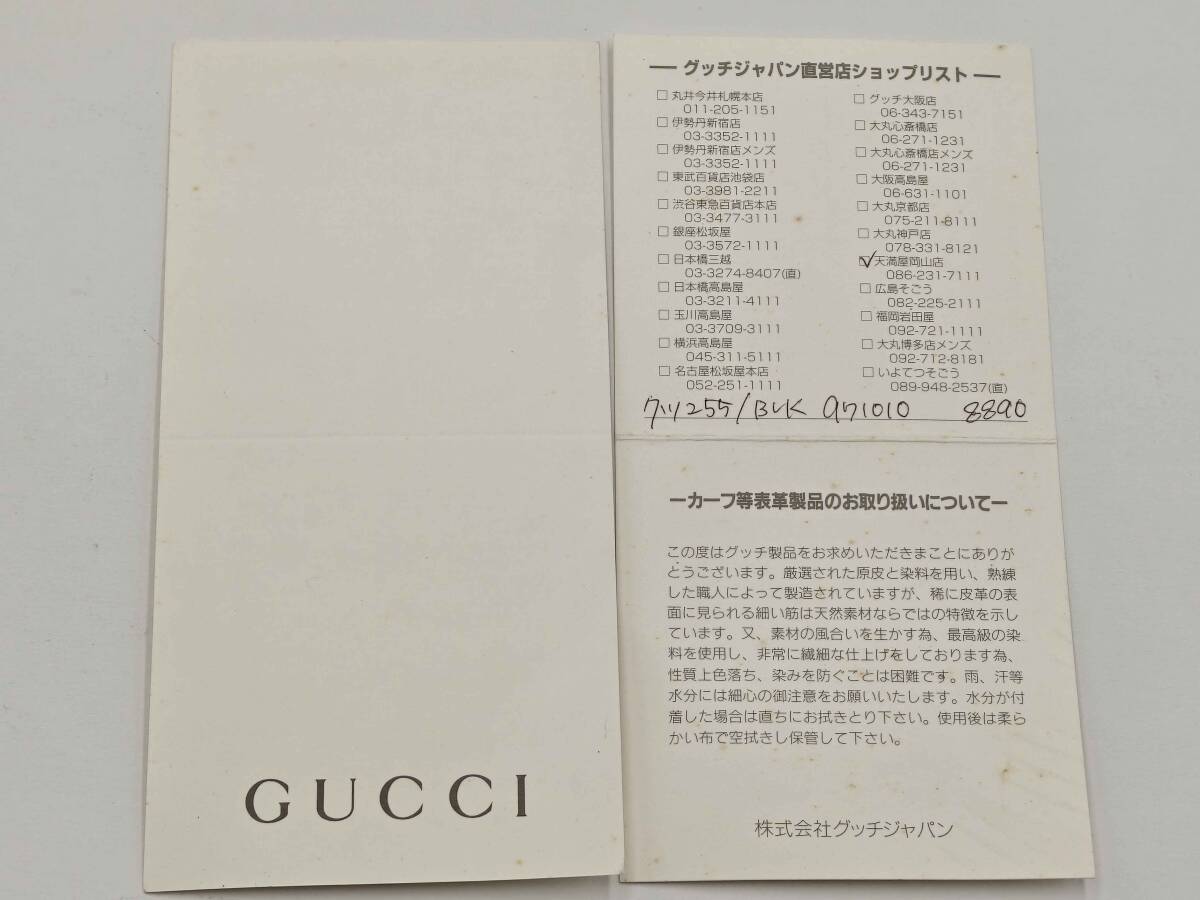 GUCCI
— グッチジャパン直営店ショップリスト —
□ 丸井今井札幌本店
011-205-1151
□ 伊勢丹新宿店
03-3352-1111
□ 伊勢丹新宿店メンズ
03-3352-1111
□ 東武百貨店池袋店
03-3981-2211
□ 渋谷東急百貨店本店
03-3477-3111
□ 銀座松坂屋
03-3572-1111
□ 日本橋三越
03-3274-8407(直)
□ 日本橋高島屋
03-3211-4111
□ 玉川高島屋
03-3709-3111
□ 横浜高島屋
045-311-5111
□ 名古屋松坂屋本店
052-251-1111
□ グッチ大阪店
06-343-7151
□ 大丸心斎橋店
06-271-1231
□ 大丸心斎橋店メンズ
06-271-1231
□ 大阪高島屋
06-631-1101
□ 大丸京都店
075-211-8111
□ 大丸神戸店
078-331-8121
☑ 天満屋岡山店
086-231-7111
□ 広島そごう
082-225-2111
□ 福岡岩田屋
092-721-1111
□ 大丸博多店メンズ
092-712-8181
□ いよてつそごう
089-948-2537(直)
クツ255/BLK 971010 8890
—カーフ等表革製品のお取り扱いについて—
この度はグッチ製品をお求めいただきまことにありが
とうございます。厳選された原皮と染料を用い、熟練
した職人によって製造されていますが、稀に皮革の表
面に見られる細い筋は天然素材ならではの特徴を示し
ています。又、素材の風合いを生かす為、最高級の染
料を使用し、非常に繊細な仕上げをしております為、
性質上色落ち、染みを防ぐことは困難です。雨、汗等
水分には細心の御注意をお願いいたします。水分が付
着した場合は直ちにお拭きとり下さい。使用後は柔ら
かい布で空拭きし保管して下さい。
株式会社グッチジャパン